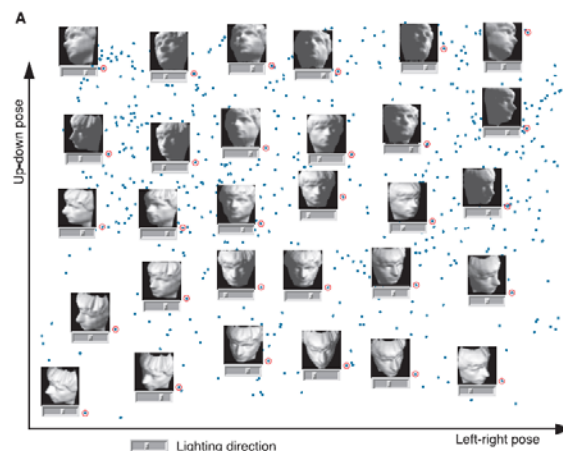 A
Up-down pose
Left-right pose
Lighting direction